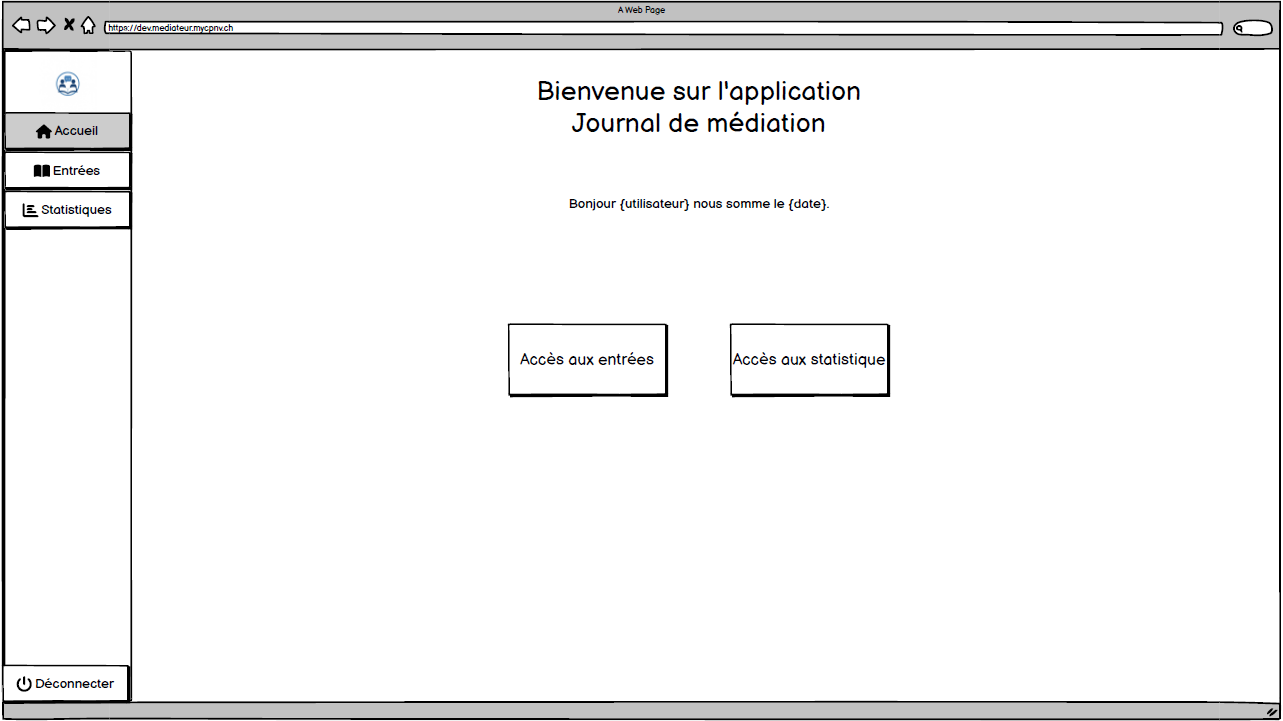 A Web Page
https://dev.mediateur.mycpnv.ch
Accueil
Entrées
Statistiques
Déconnecter
Bienvenue sur l'application
Journal de médiation
Bonjour {utilisateur} nous somme le {date}.
Accès aux entrées
Accès aux statistique